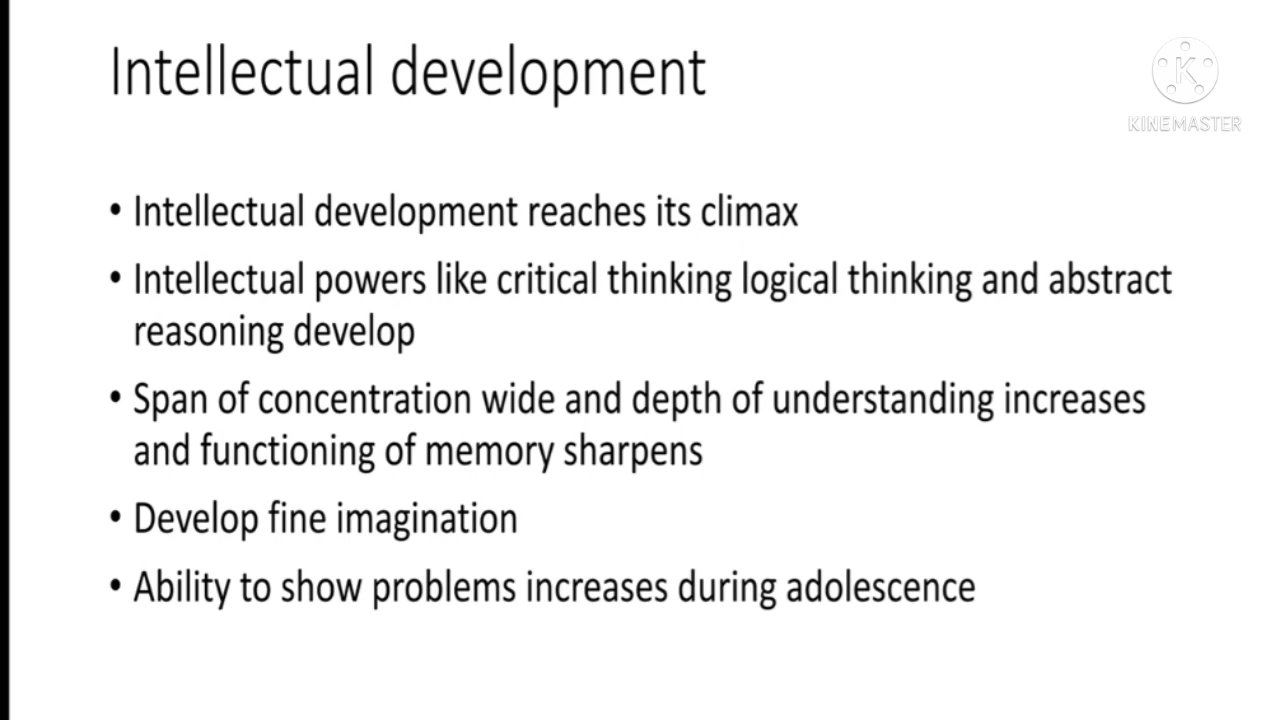 Intellectual development
K
KINEMASTER
• Intellectual development reaches its climax
• Intellectual powers like critical thinking logical thinking and abstract
reasoning develop
• Span of concentration wide and depth of understanding increases
and functioning of memory sharpens
• Develop fine imagination
• Ability to show problems increases during adolescence